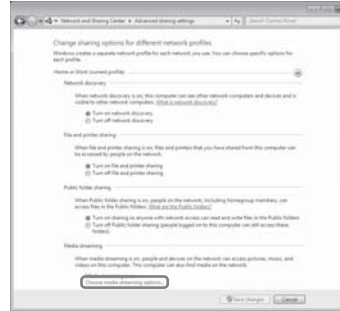 Network and Sharing Center ▸ Advanced sharing settings
Search Control Panel
Change sharing options for different network profiles
Windows creates a separate network profile for each network you use. You can choose specific options for
each profile.
Home or Work (current profile)
Network discovery
When network discovery is on, this computer can see other network computers and devices and is
visible to other network computers. What is network discovery?
Turn on network discovery
Turn off network discovery
File and printer sharing
When file and printer sharing is on, files and printers that you have shared from this computer can
be accessed by people on the network.
Turn on file and printer sharing
Turn off file and printer sharing
Public folder sharing
When Public folder sharing is on, people on the network, including homegroup members, can
access files in the Public folders. What are the Public folders?
Turn on sharing so anyone with network access can read and write files in the Public folders
Turn off Public folder sharing (people logged on to this computer can still access these
folders)
Media streaming
When media streaming is on, people and devices on the network can access pictures, music, and
videos on this computer. This computer can also find media on the network.
Choose media streaming options...
Save changes
Cancel